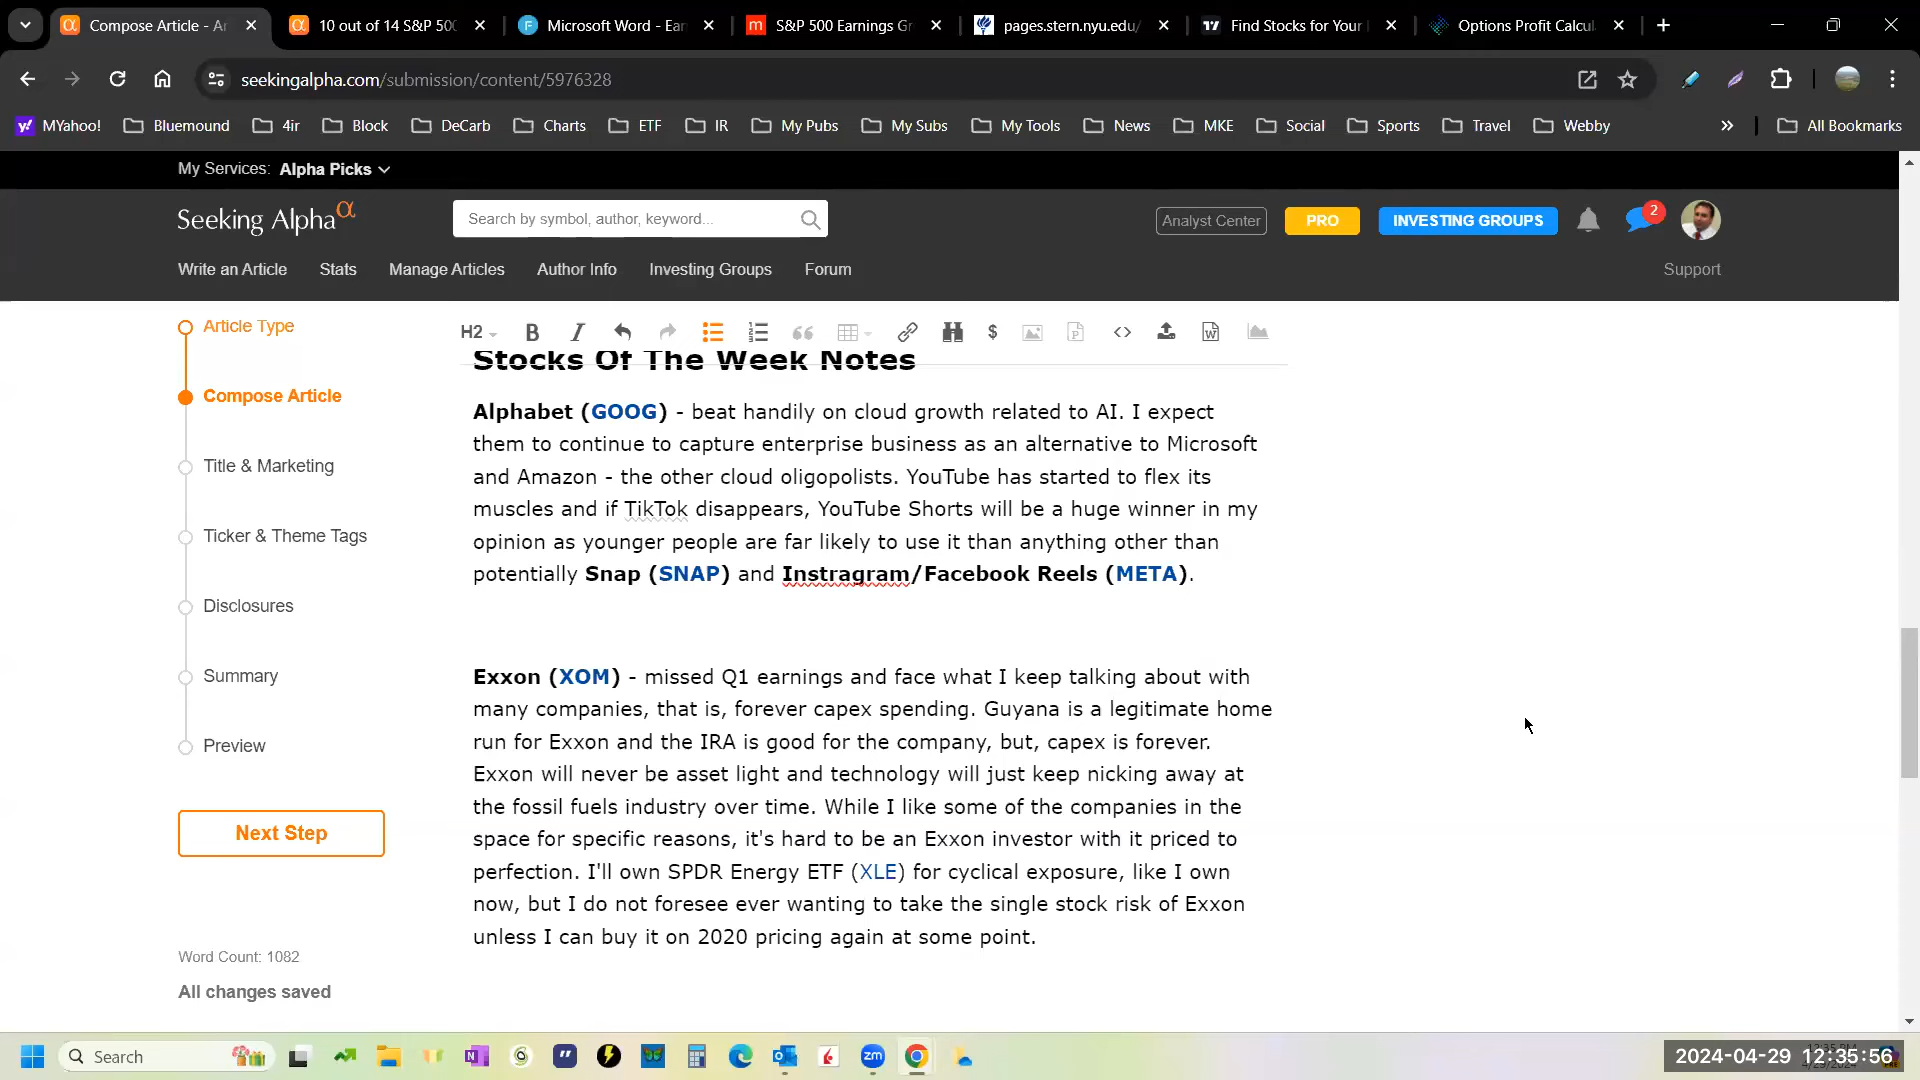 Compose Article - Ar
10 out of 14 S&P 500
Microsoft Word - Ear
S&P 500 Earnings Gr
pages.stern.nyu.edu/
Find Stocks for Your
Options Profit Calcul
seekingalpha.com/submission/content/5976328
MYahoo! Bluemound 4ir Block DeCarb Charts ETF IR My Pubs My Subs My Tools News MKE Social Sports Travel Webby » All Bookmarks
My Services: Alpha Picks
Seeking Alpha α
Search by symbol, author, keyword...
Analyst Center PRO INVESTING GROUPS 2
Write an Article Stats Manage Articles Author Info Investing Groups Forum Support
Article Type
Compose Article
Title & Marketing
Ticker & Theme Tags
Disclosures
Summary
Preview
Next Step
Word Count: 1082
All changes saved
H2 B I
Stocks Of The Week Notes
Alphabet (GOOG) - beat handily on cloud growth related to AI. I expect
them to continue to capture enterprise business as an alternative to Microsoft
and Amazon - the other cloud oligopolists. YouTube has started to flex its
muscles and if TikTok disappears, YouTube Shorts will be a huge winner in my
opinion as younger people are far likely to use it than anything other than
potentially Snap (SNAP) and Instragram/Facebook Reels (META).
Exxon (XOM) - missed Q1 earnings and face what I keep talking about with
many companies, that is, forever capex spending. Guyana is a legitimate home
run for Exxon and the IRA is good for the company, but, capex is forever.
Exxon will never be asset light and technology will just keep nicking away at
the fossil fuels industry over time. While I like some of the companies in the
space for specific reasons, it's hard to be an Exxon investor with it priced to
perfection. I'll own SPDR Energy ETF (XLE) for cyclical exposure, like I own
now, but I do not foresee ever wanting to take the single stock risk of Exxon
unless I can buy it on 2020 pricing again at some point.
Search
zm
2024-04-29 12:35:56